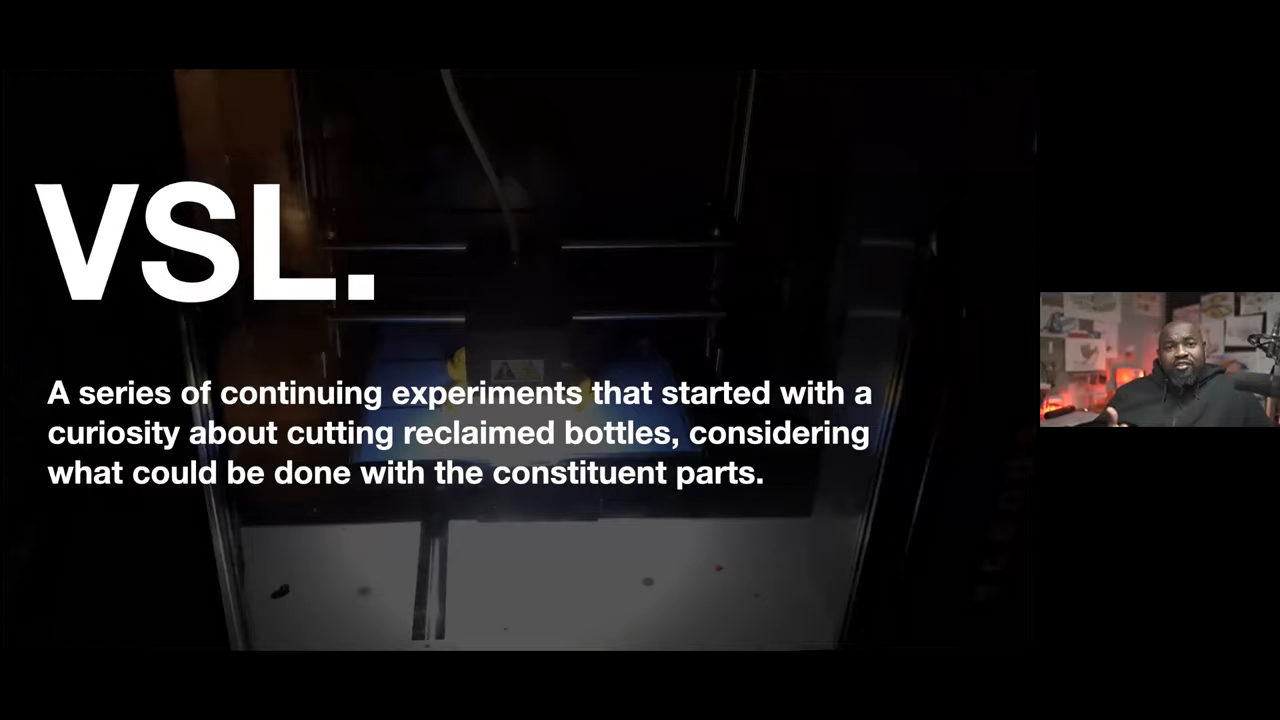 VSL.
A series of continuing experiments that started with a
curiosity about cutting reclaimed bottles, considering
what could be done with the constituent parts.